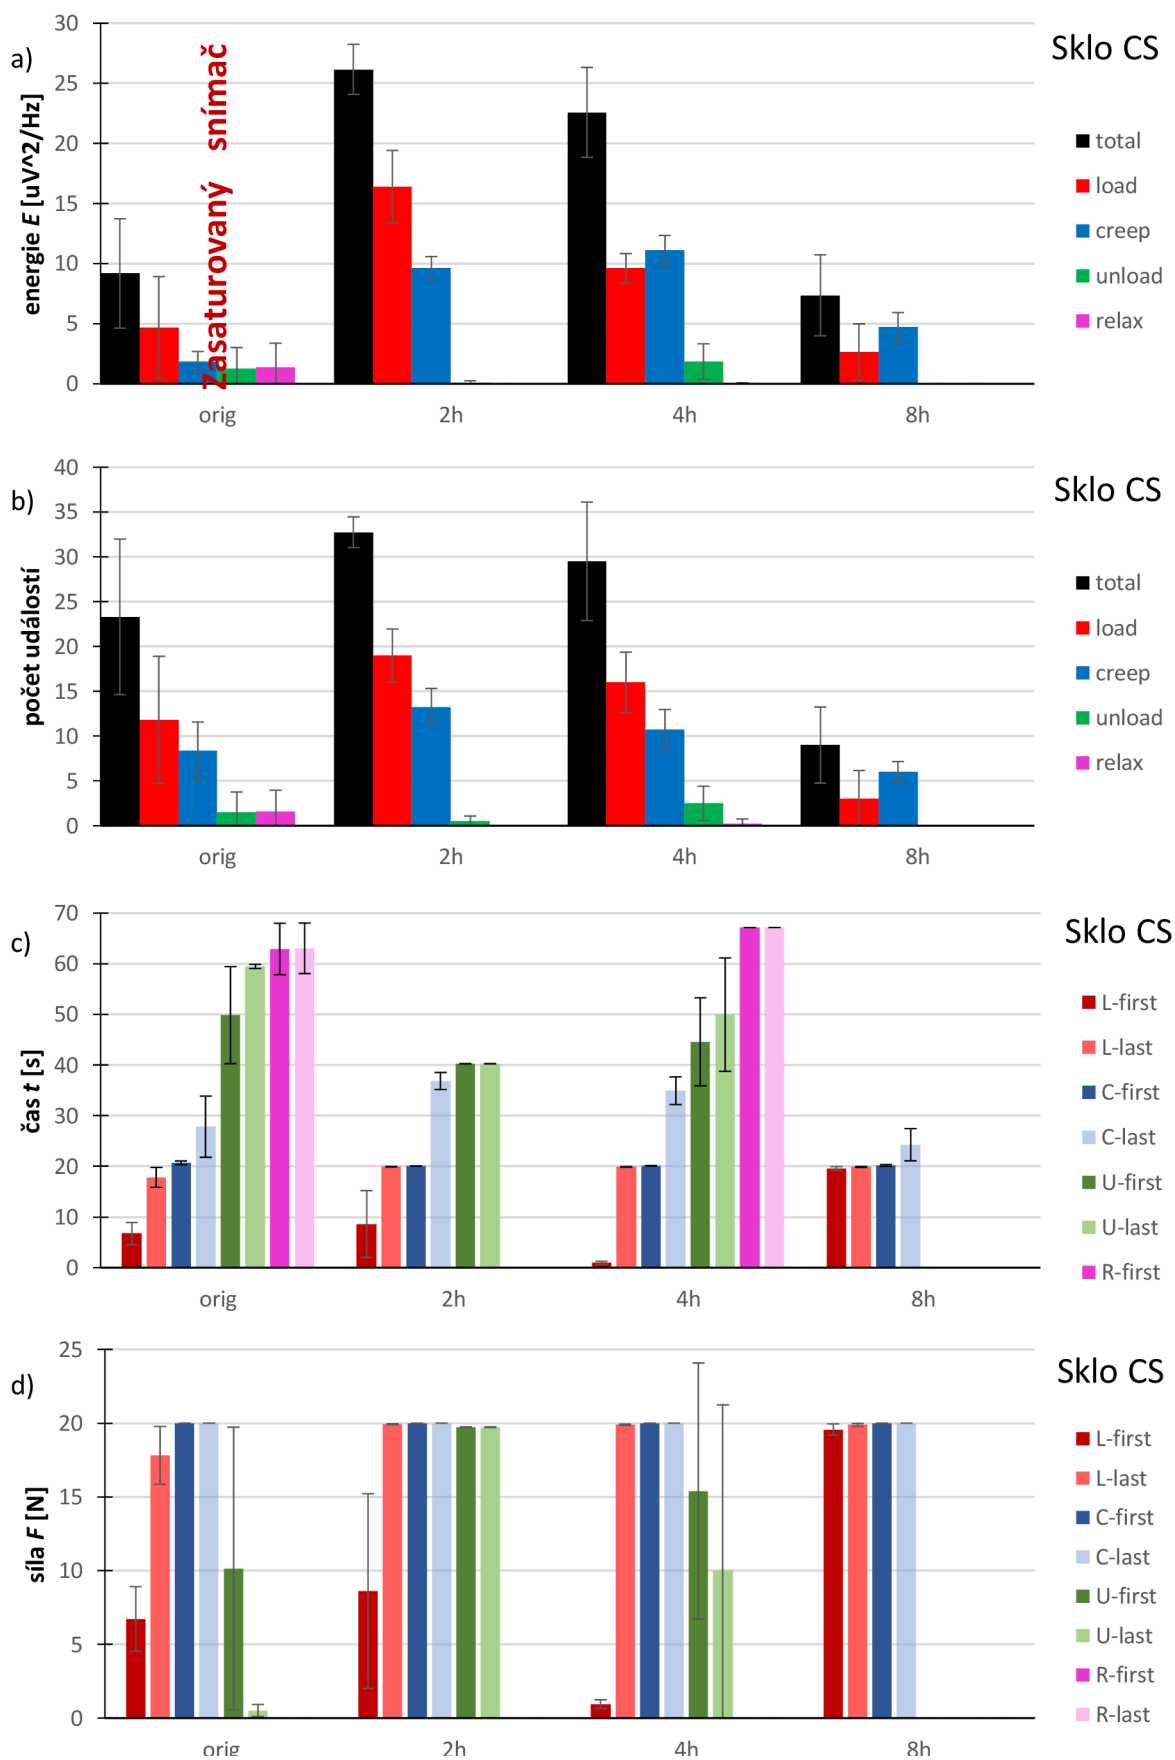 a)
Sklo CS
energie E [uV^2/Hz]
30
25
20
15
10
5
0
Zasaturovaný snímač
orig
2h
4h
8h
total
load
creep
unload
relax
b)
Sklo CS
počet událostí
40
35
30
25
20
15
10
5
0
orig
2h
4h
8h
total
load
creep
unload
relax
c)
Sklo CS
čas t [s]
70
60
50
40
30
20
10
0
orig
2h
4h
8h
L-first
L-last
C-first
C-last
U-first
U-last
R-first
d)
Sklo CS
síla F [N]
25
20
15
10
5
0
orig
2h
4h
8h
L-first
L-last
C-first
C-last
U-first
U-last
R-first
R-last